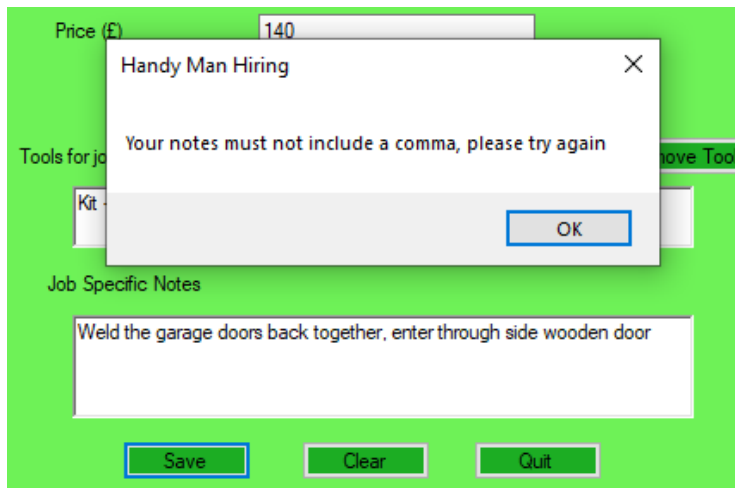 Price (£)
140
Handy Man Hiring
Your notes must not include a comma, please try again
Tools for jo
Tool
Kit -
OK
Job Specific Notes
Weld the garage doors back together, enter through side wooden door
Save
Clear
Quit